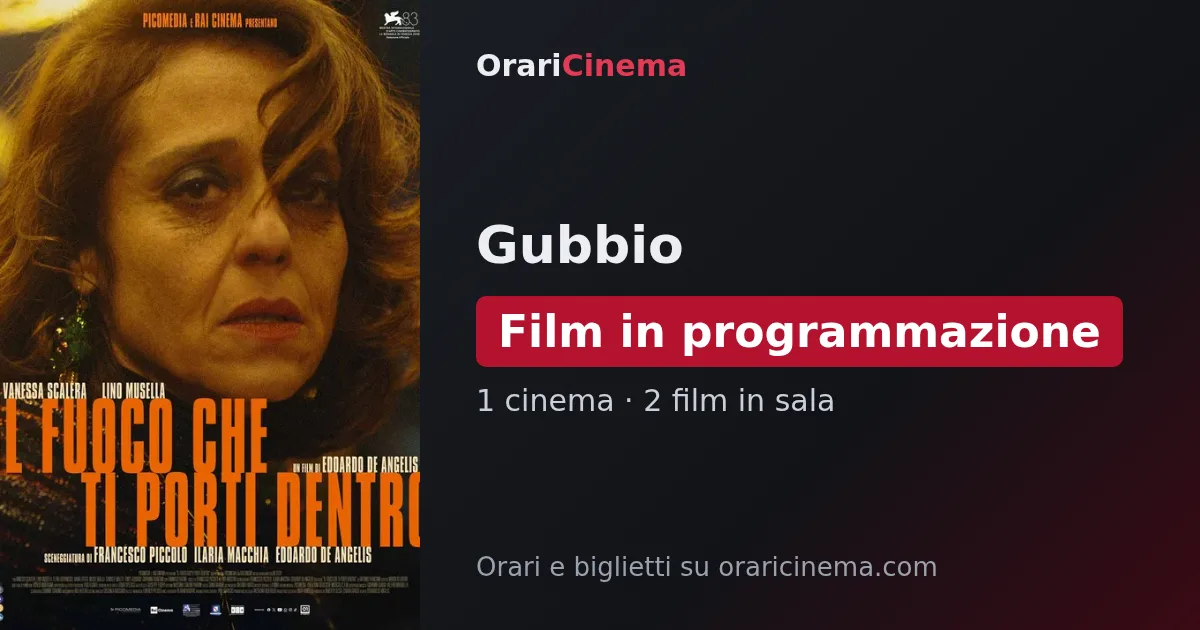 PICOMEDIA E RAI CINEMA PRESENTANO
83
VANESSA SCALERA LINO MUSELLA
L FUOCO CHE
UN FILM DI EDOARDO DE ANGELIS
TI PORTI DENTRO
SCENEGGIATURA DI FRANCESCO PICCOLO ILARIA MACCHIA EDOARDO DE ANGELIS
OrariCinema
Gubbio
Film in programmazione
1 cinema · 2 film in sala
Orari e biglietti su oraricinema.com